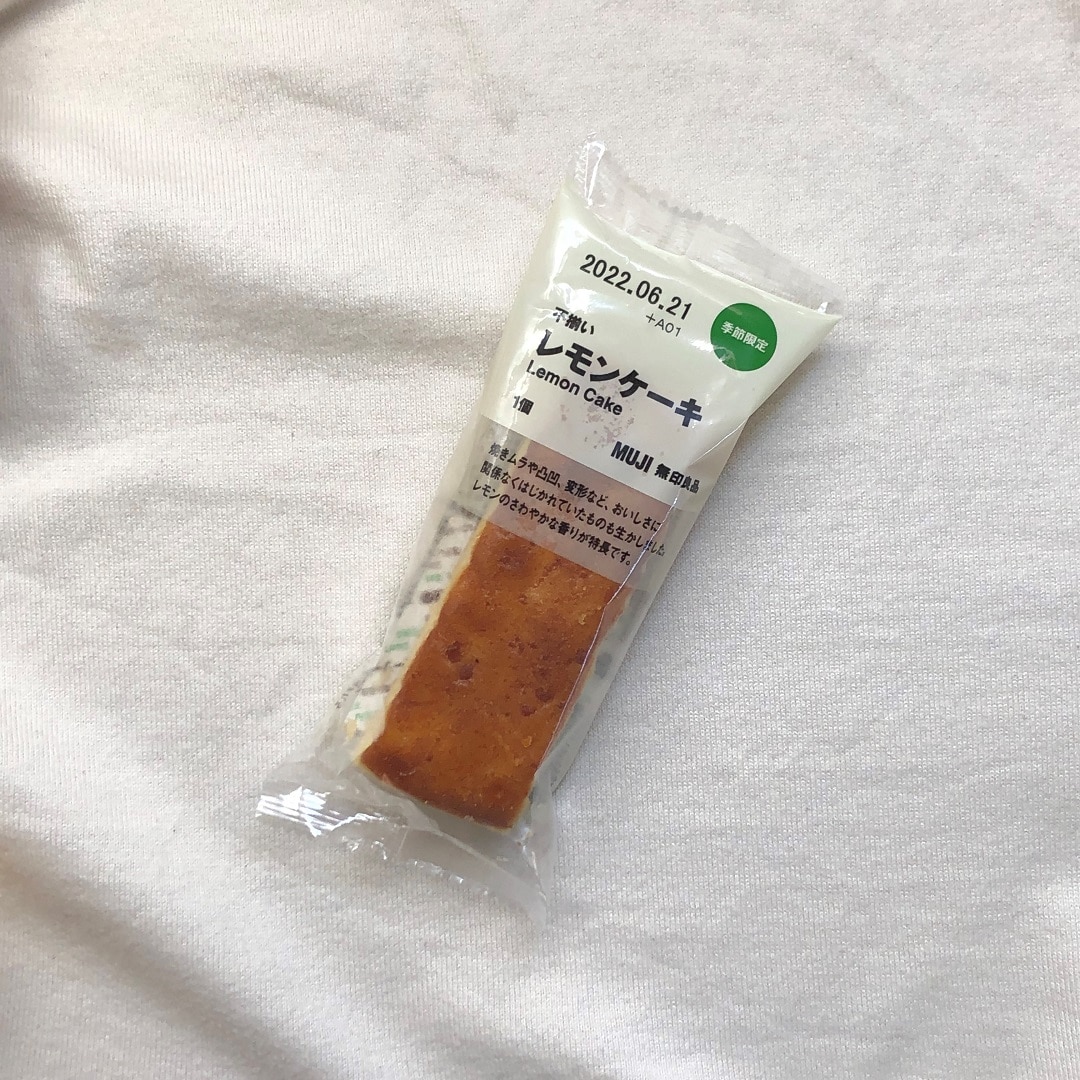 2022.06.21
+A01
季節限定
不揃い
レモンケーキ
Lemon Cake
1個
MUJI 無印良品
焼きムラや凸凹、変形など、おいしさに
関係なくはじかれていたものも生かしました。
レモンのさわやかな香りが特長です。